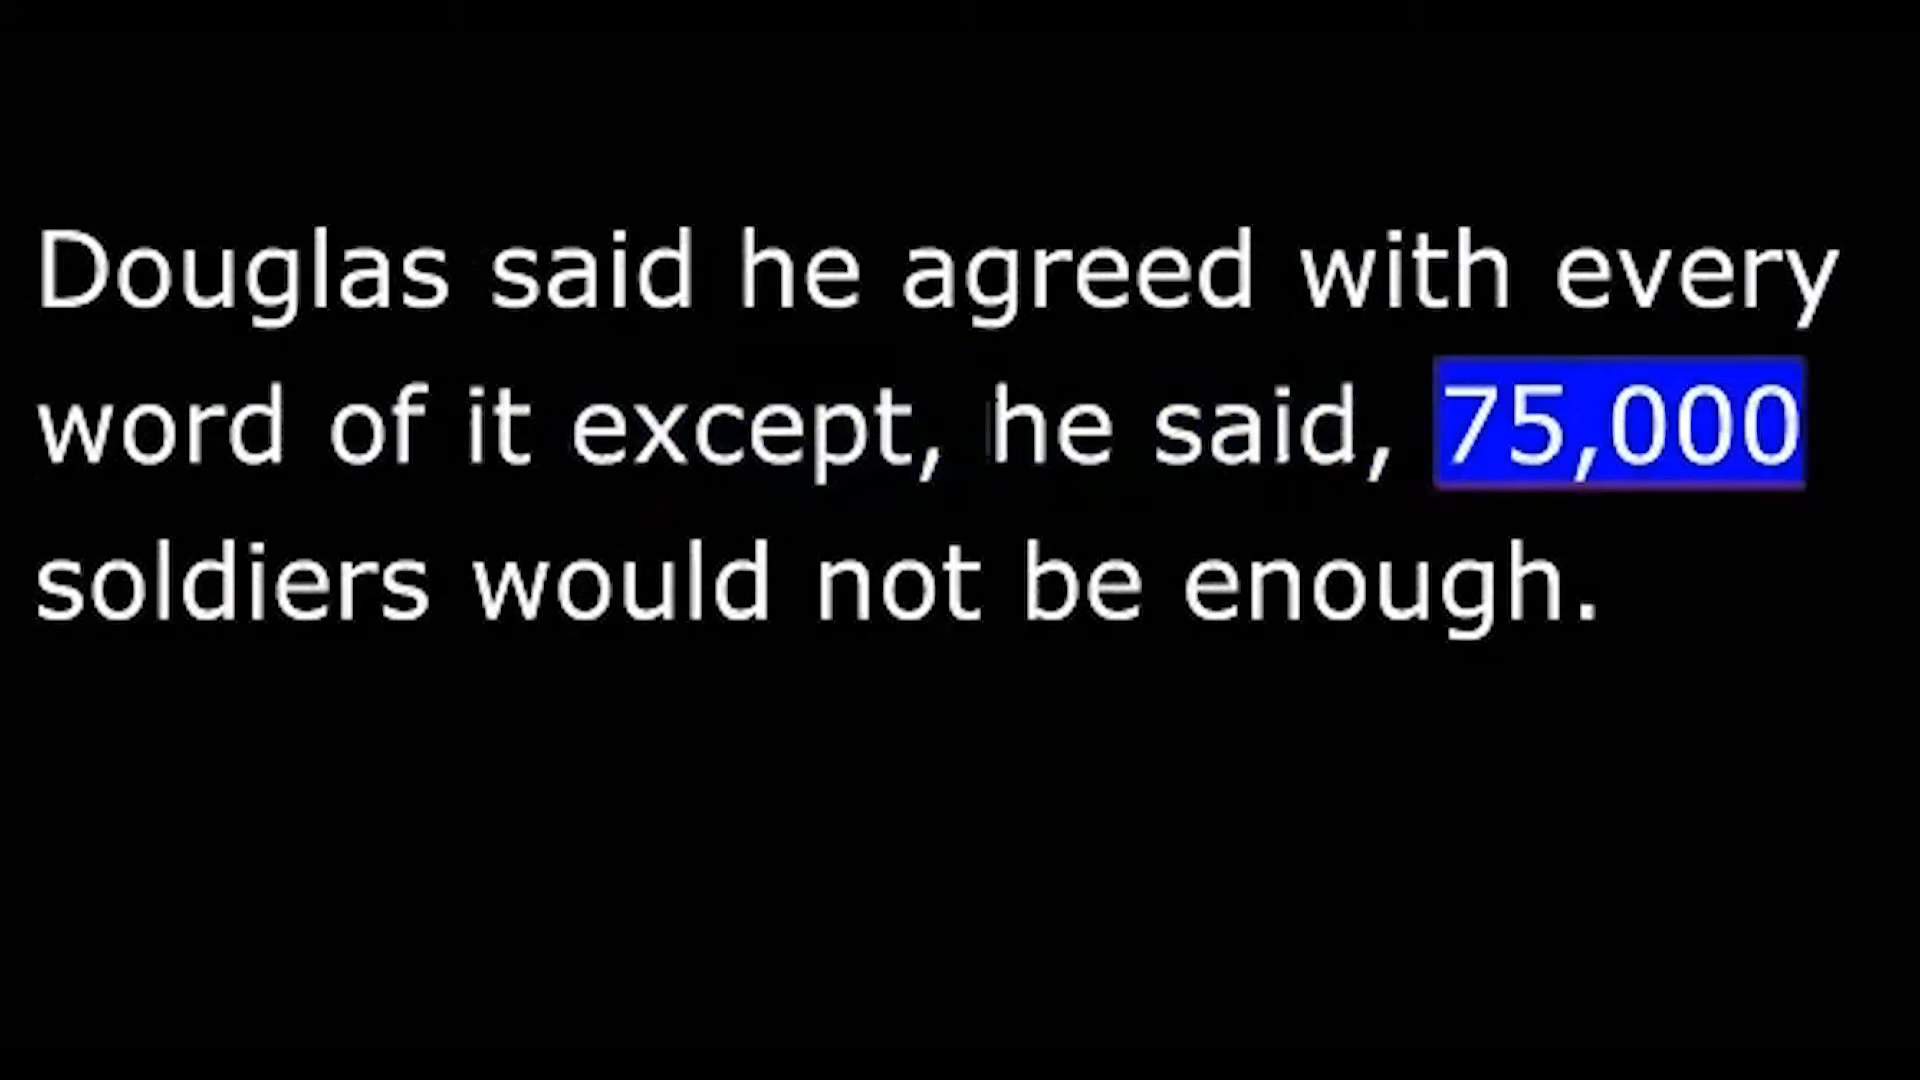 Douglas said he agreed with every
word of it except, he said, 75,000
soldiers would not be enough.